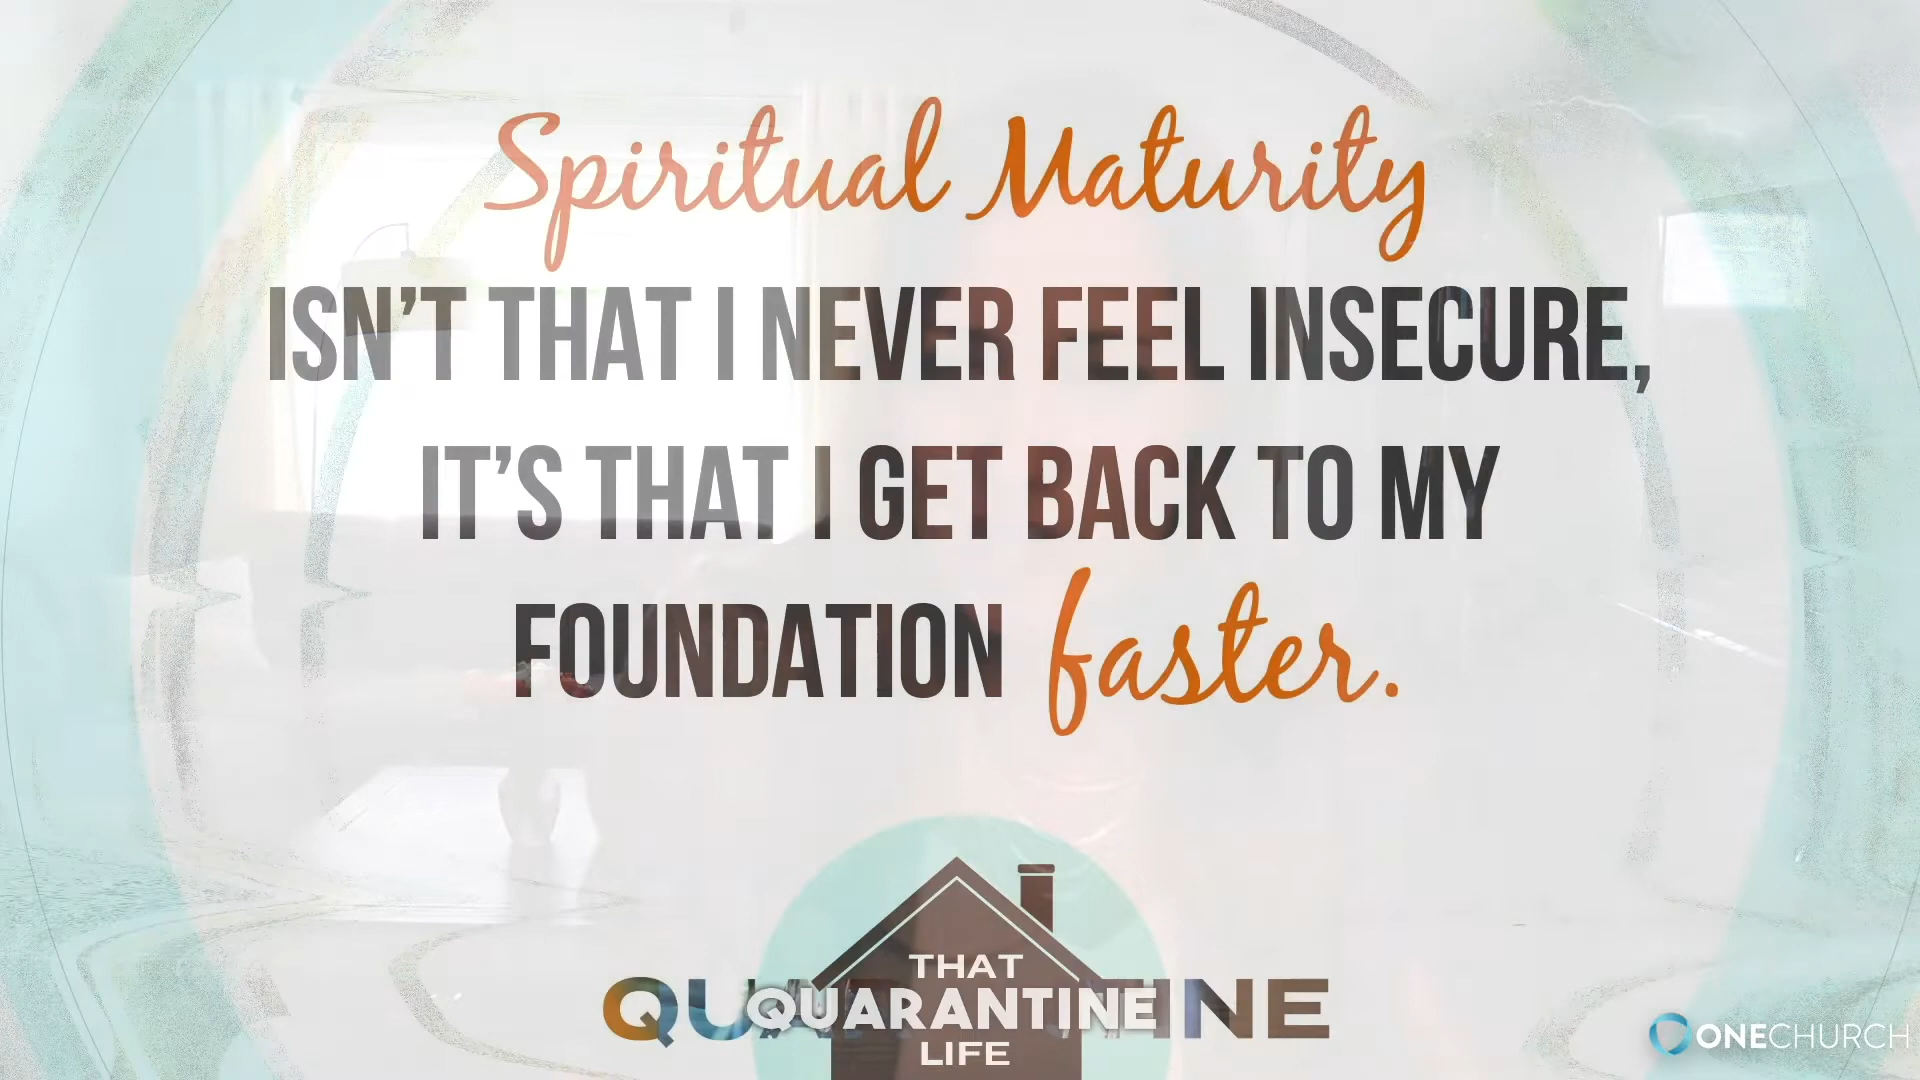 Spiritual Maturity
ISN'T THAT I NEVER FEEL INSECURE,
IT'S THAT I GET BACK TO MY
FOUNDATION faster.
THAT
QUARANTINE
LIFE
ONECHURCH